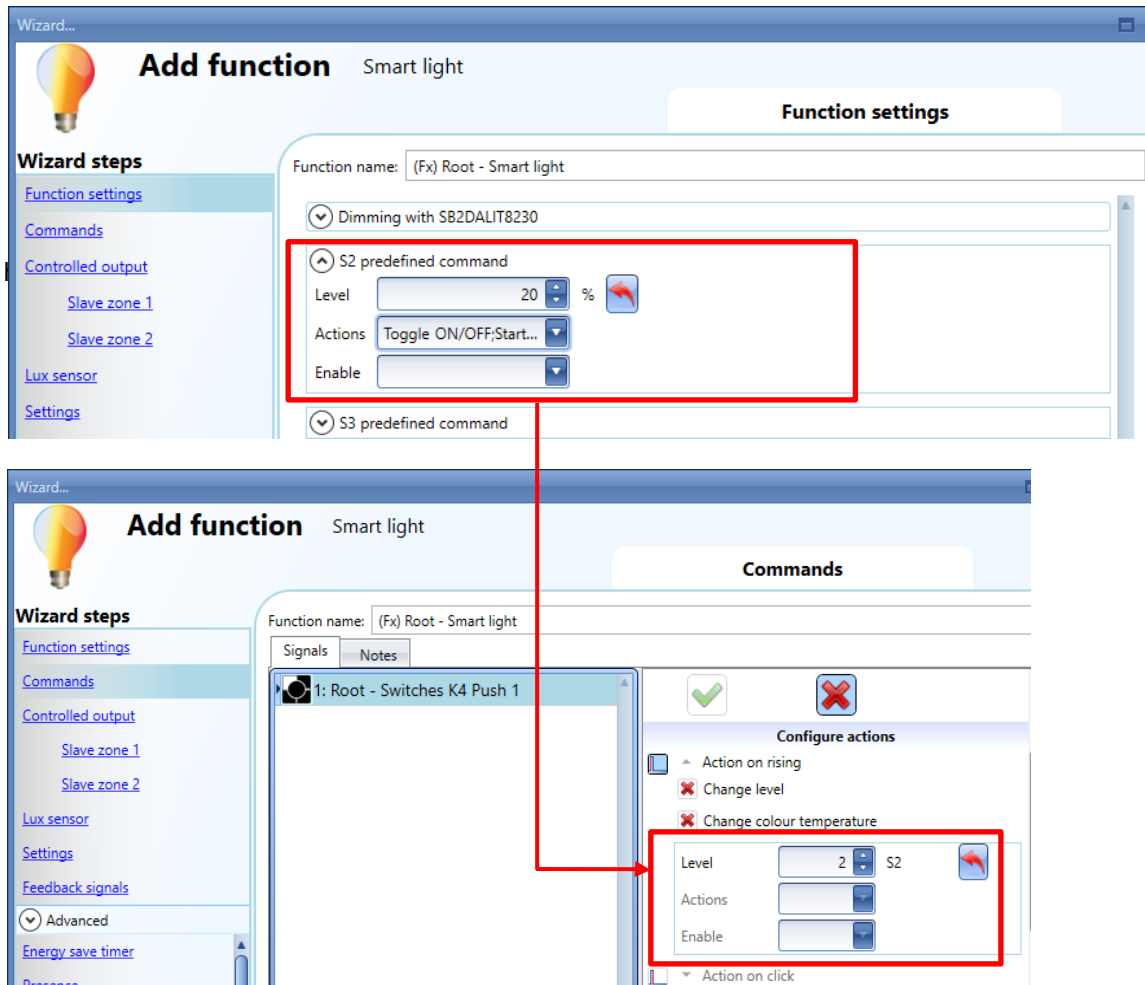 Wizard...
Add function Smart light
Function settings
Wizard steps
Function name: (Fx) Root - Smart light
Function settings
Dimming with SB2DALIT8230
Commands
S2 predefined command
Controlled output
Level 20 %
Slave zone 1
Actions Toggle ON/OFF;Start...
Slave zone 2
Enable
Lux sensor
Settings
S3 predefined command
Wizard...
Add function Smart light
Commands
Wizard steps
Function name: (Fx) Root - Smart light
Function settings
Signals Notes
Commands
1: Root - Switches K4 Push 1
Controlled output
Configure actions
Slave zone 1
Action on rising
Slave zone 2
Change level
Lux sensor
Change colour temperature
Settings
Level 2 S2
Feedback signals
Actions
Advanced
Enable
Energy save timer
Action on click